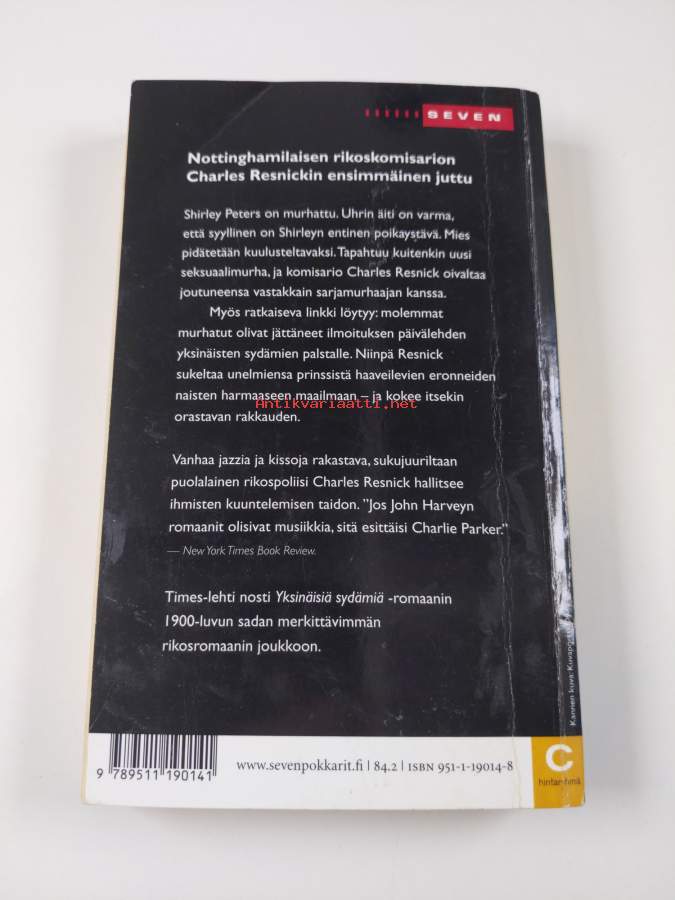 SEVEN
Nottinghamilaisen rikoskomisarion
Charles Resnickin ensimmäinen juttu
Shirley Peters on murhattu. Uhrin äiti on varma,
että syyllinen on Shirleyn entinen poikaystävä. Mies
pidätetään kuulusteltavaksi. Tapahtuu kuitenkin uusi
seksuaalimurha, ja komisario Charles Resnick oivaltaa
joutuneensa vastakkain sarjamurhaajan kanssa.
Myös ratkaiseva linkki löytyy: molemmat
murhatut olivat jättäneet ilmoituksen päivälehden
yksinäisten sydämien palstalle. Niinpä Resnick
sukeltaa unelmiensa prinssistä haaveilevien eronneiden
naisten harmaaseen maailmaan – ja kokee itsekin
orastavan rakkauden.
Antikvariaatti.net
Vanhaa jazzia ja kissoja rakastava, sukujuuriltaan
puolalainen rikospoliisi Charles Resnick hallitsee
ihmisten kuuntelemisen taidon. ”Jos John Harveyn
romaanit olisivat musiikkia, sitä esittäisi Charlie Parker.”
— New York Times Book Review.
Times-lehti nosti Yksinäisiä sydämiä -romaanin
1900-luvun sadan merkittävimmän
rikosromaanin joukkoon.
Kannen kuva:
9 789511 190141
www.sevenpokkarit.fi | 84.2 | ISBN 951-1-19014-8
C